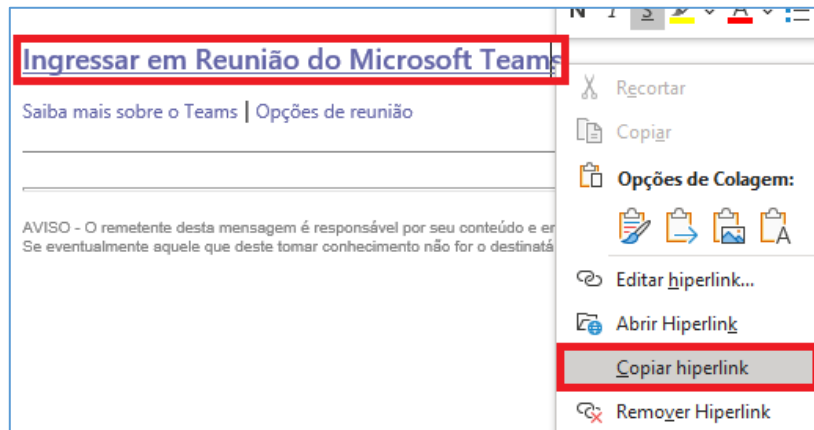 N I S A
Ingressar em Reunião do Microsoft Teams
Saiba mais sobre o Teams | Opções de reunião
AVISO - O remetente desta mensagem é responsável por seu conteúdo e er
Se eventualmente aquele que deste tomar conhecimento não for o destinatá
Recortar
Copiar
Opções de Colagem:
A
Editar hiperlink...
Abrir Hiperlink
Copiar hiperlink
Remover Hiperlink